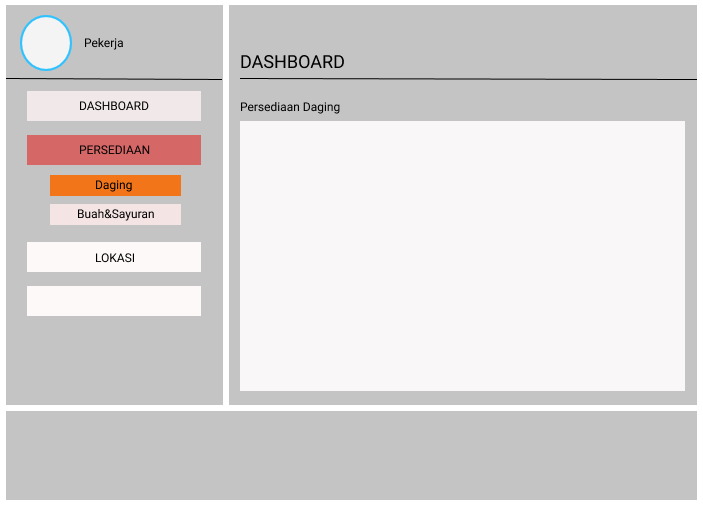 Pekerja
DASHBOARD
PERSEDIAAN
Daging
Buah&Sayuran
LOKASI
DASHBOARD
Persediaan Daging